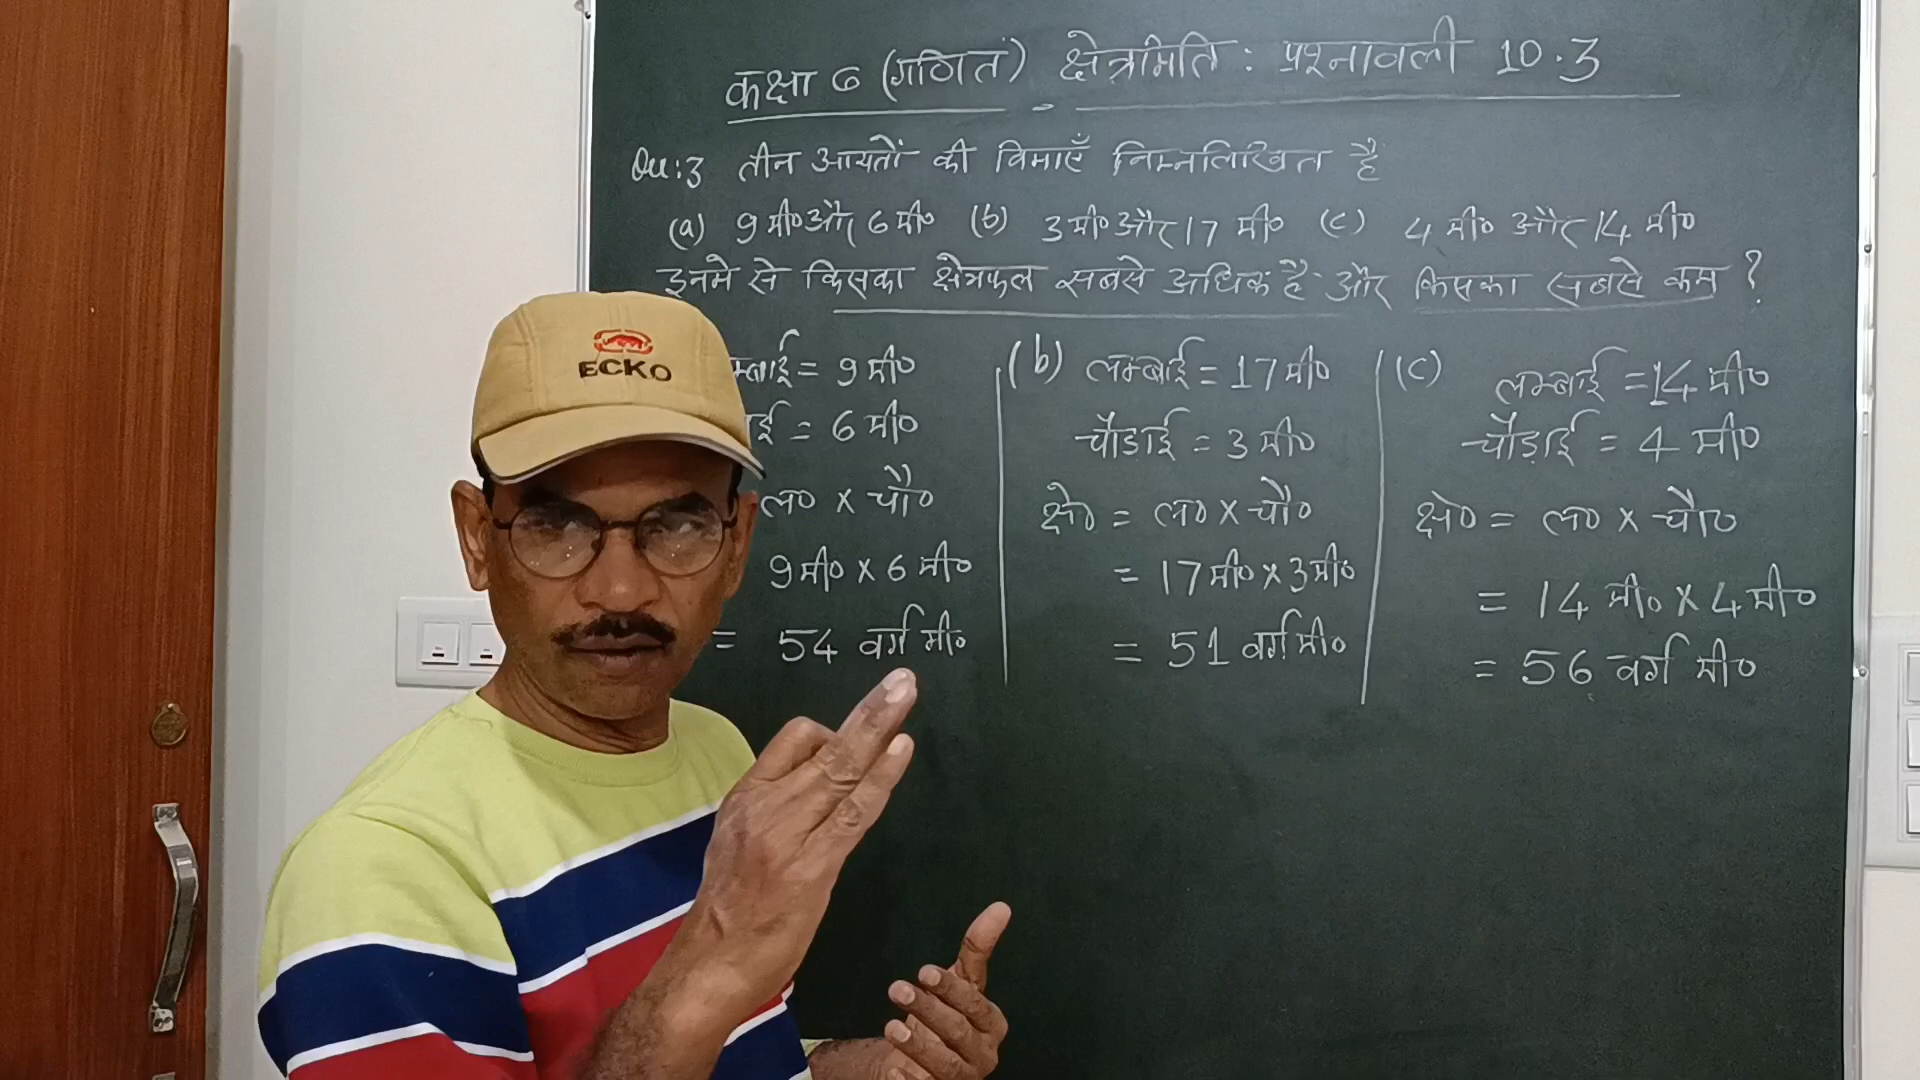 कक्षा 6 (गणित) क्षेत्रमिति : प्रश्नावली 10.3
Qu:3 तीन आयतों की विमाएँ निम्नलिखित है
(a) 9 मी० और 6 मी० (b) 3 मी० और 17 मी० (c) 4 मी० और 14 मी०
इनमे से किसका क्षेत्रफल सबसे अधिक है और किसका सबसे कम ?
म्बाई = 9 मी०
ाई = 6 मी०
ल० x चौ०
9 मी० x 6 मी०
= 54 वर्ग मी०
(b) लम्बाई = 17 मी०
चौड़ाई = 3 मी०
क्षे० = ल० x चौ०
= 17 मी० x 3 मी०
= 51 वर्ग मी०
(c) लम्बाई = 14 मी०
चौड़ाई = 4 मी०
क्षे० = ल० x चौ०
= 14 मी० x 4 मी०
= 56 वर्ग मी०
ECKO